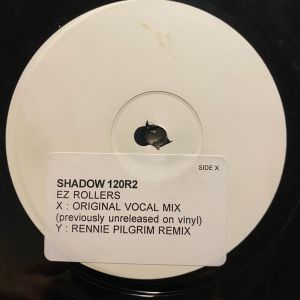 SIDE X
SHADOW 120R2
EZ ROLLERS
X : ORIGINAL VOCAL MIX
(previously unreleased on vinyl)
Y : RENNIE PILGRIM REMIX